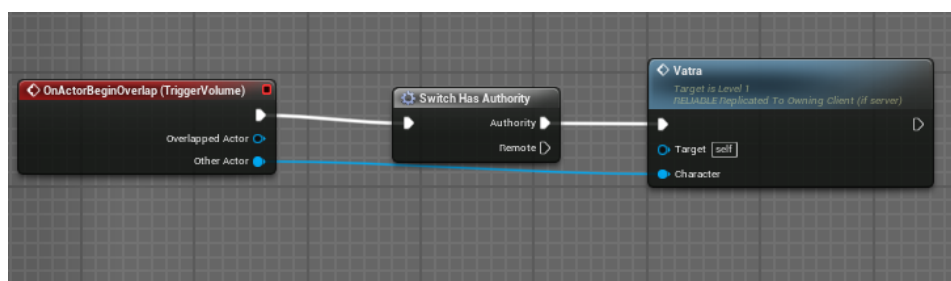 OnActorBeginOverlap (TriggerVolume)
Overlapped Actor
Other Actor
Switch Has Authority
Authority
Remote
Vatra
Target is Level 1
RELIABLE Replicated To Owning Client (if server)
Target self
Character